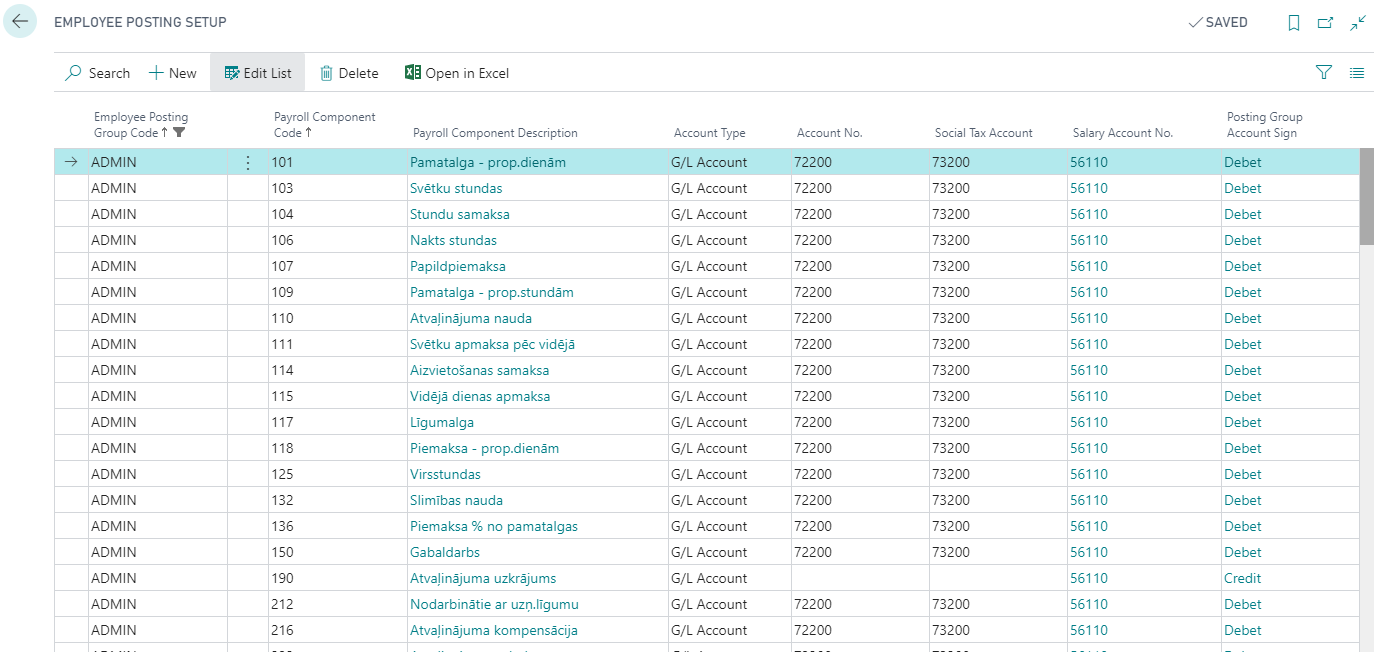 EMPLOYEE POSTING SETUP
SAVED
Search New Edit List Delete Open in Excel
Employee Posting Group Code Payroll Component Code Payroll Component Description Account Type Account No. Social Tax Account Salary Account No. Posting Group Account Sign
ADMIN 101 Pamatalga - prop.dienām G/L Account 72200 73200 56110 Debet
ADMIN 103 Svētku stundas G/L Account 72200 73200 56110 Debet
ADMIN 104 Stundu samaksa G/L Account 72200 73200 56110 Debet
ADMIN 106 Nakts stundas G/L Account 72200 73200 56110 Debet
ADMIN 107 Papildpiemaksa G/L Account 72200 73200 56110 Debet
ADMIN 109 Pamatalga - prop.stundām G/L Account 72200 73200 56110 Debet
ADMIN 110 Atvaļinājuma nauda G/L Account 72200 73200 56110 Debet
ADMIN 111 Svētku apmaksa pēc vidējā G/L Account 72200 73200 56110 Debet
ADMIN 114 Aizvietošanas samaksa G/L Account 72200 73200 56110 Debet
ADMIN 115 Vidējā dienas apmaksa G/L Account 72200 73200 56110 Debet
ADMIN 117 Līgumalga G/L Account 72200 73200 56110 Debet
ADMIN 118 Piemaksa - prop.dienām G/L Account 72200 73200 56110 Debet
ADMIN 125 Virsstundas G/L Account 72200 73200 56110 Debet
ADMIN 132 Slimības nauda G/L Account 72200 73200 56110 Debet
ADMIN 136 Piemaksa % no pamatalgas G/L Account 72200 73200 56110 Debet
ADMIN 150 Gabaldarbs G/L Account 72200 73200 56110 Debet
ADMIN 190 Atvaļinājuma uzkrājums G/L Account 56110 Credit
ADMIN 212 Nodarbinātie ar uzņ.līgumu G/L Account 72200 73200 56110 Debet
ADMIN 216 Atvaļinājuma kompensācija G/L Account 72200 73200 56110 Debet